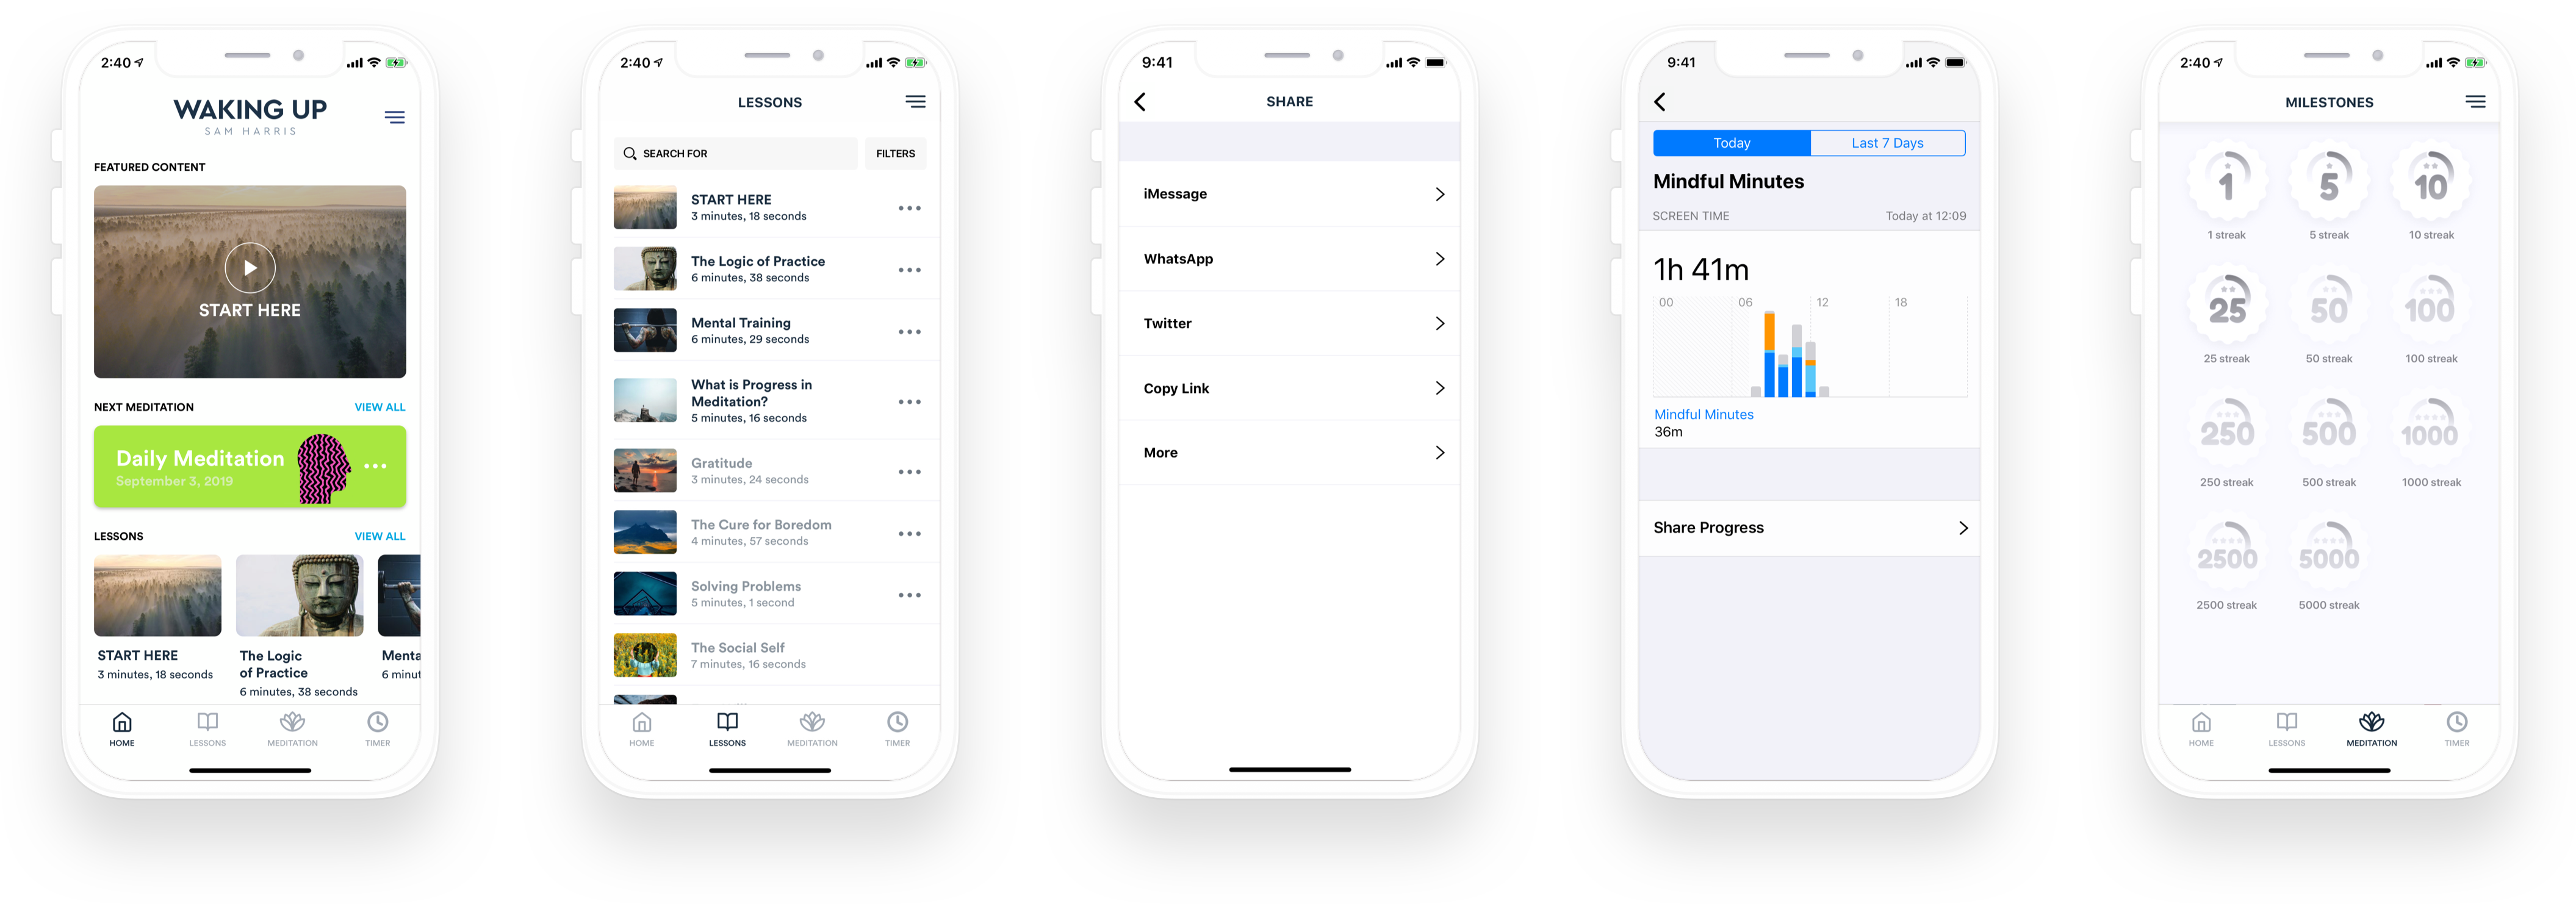 2:40
WAKING UP
SAM HARRIS
FEATURED CONTENT
START HERE
NEXT MEDITATION
VIEW ALL
Daily Meditation
September 3, 2019
LESSONS
VIEW ALL
START HERE
3 minutes, 18 seconds
The Logic
of Practice
6 minutes, 38 seconds
Menta
6 minut
HOME
LESSONS
MEDITATION
TIMER
2:40
LESSONS
SEARCH FOR
FILTERS
START HERE
3 minutes, 18 seconds
The Logic of Practice
6 minutes, 38 seconds
Mental Training
6 minutes, 29 seconds
What is Progress in
Meditation?
5 minutes, 16 seconds
Gratitude
3 minutes, 24 seconds
The Cure for Boredom
4 minutes, 57 seconds
Solving Problems
5 minutes, 1 second
The Social Self
7 minutes, 16 seconds
HOME
LESSONS
MEDITATION
TIMER
9:41
SHARE
iMessage
WhatsApp
Twitter
Copy Link
More
9:41
Today
Last 7 Days
Mindful Minutes
SCREEN TIME
Today at 12:09
1h 41m
00
06
12
18
Mindful Minutes
36m
Share Progress
2:40
MILESTONES
1
5
10
1 streak
5 streak
10 streak
25
50
100
25 streak
50 streak
100 streak
250
500
1000
250 streak
500 streak
1000 streak
2500
5000
2500 streak
5000 streak
HOME
LESSONS
MEDITATION
TIMER